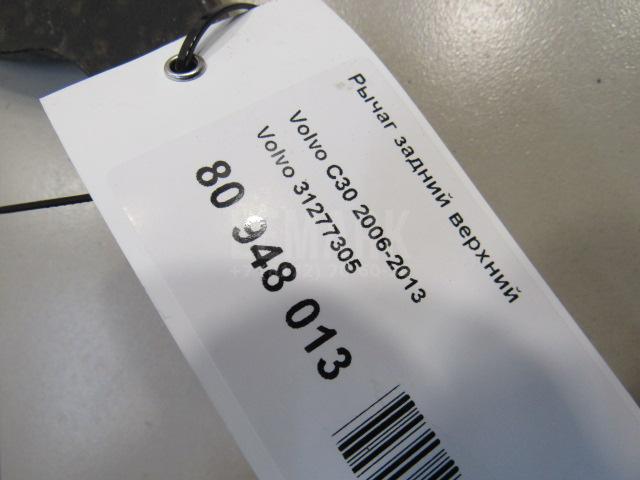 Рычаг задний верхний
Volvo C30 2006-2013
Volvo 31277305
80 948 013